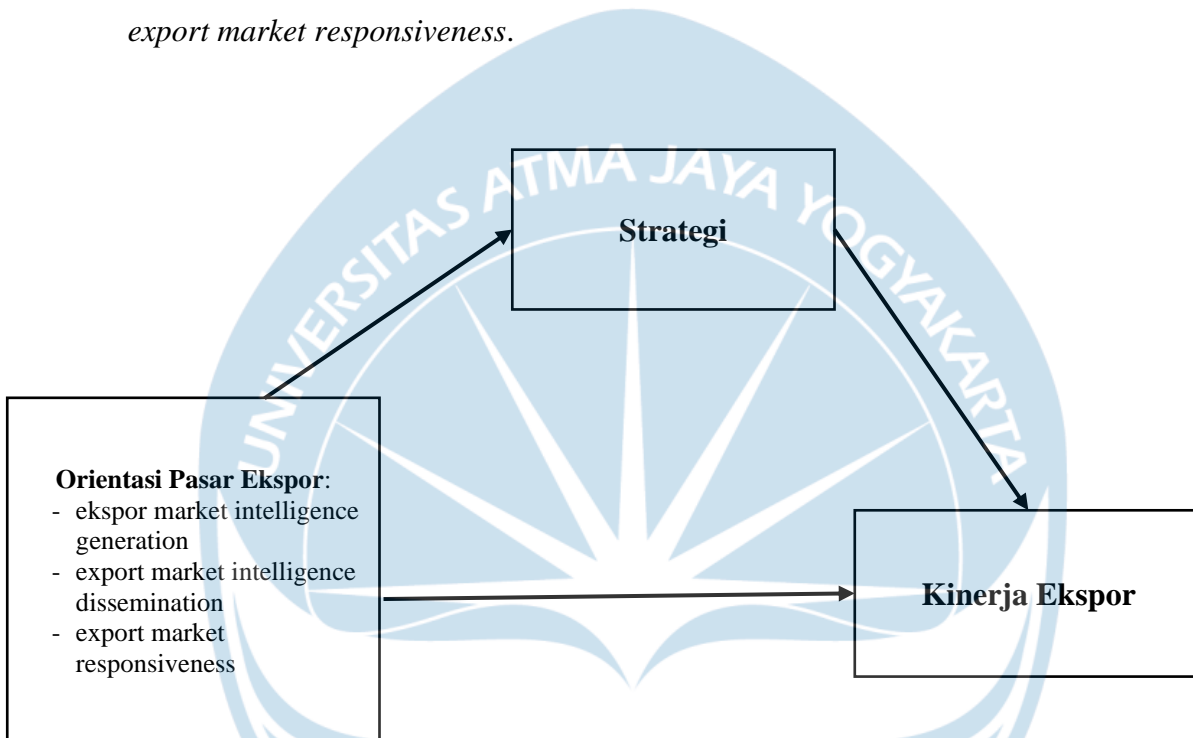 export market responsiveness.
UNIVERSITAS ATMA JAYA YOGYAKARTA
Strategi
Orientasi Pasar Ekspor:
- ekspor market intelligence
generation
- export market intelligence
dissemination
- export market
responsiveness
Kinerja Ekspor